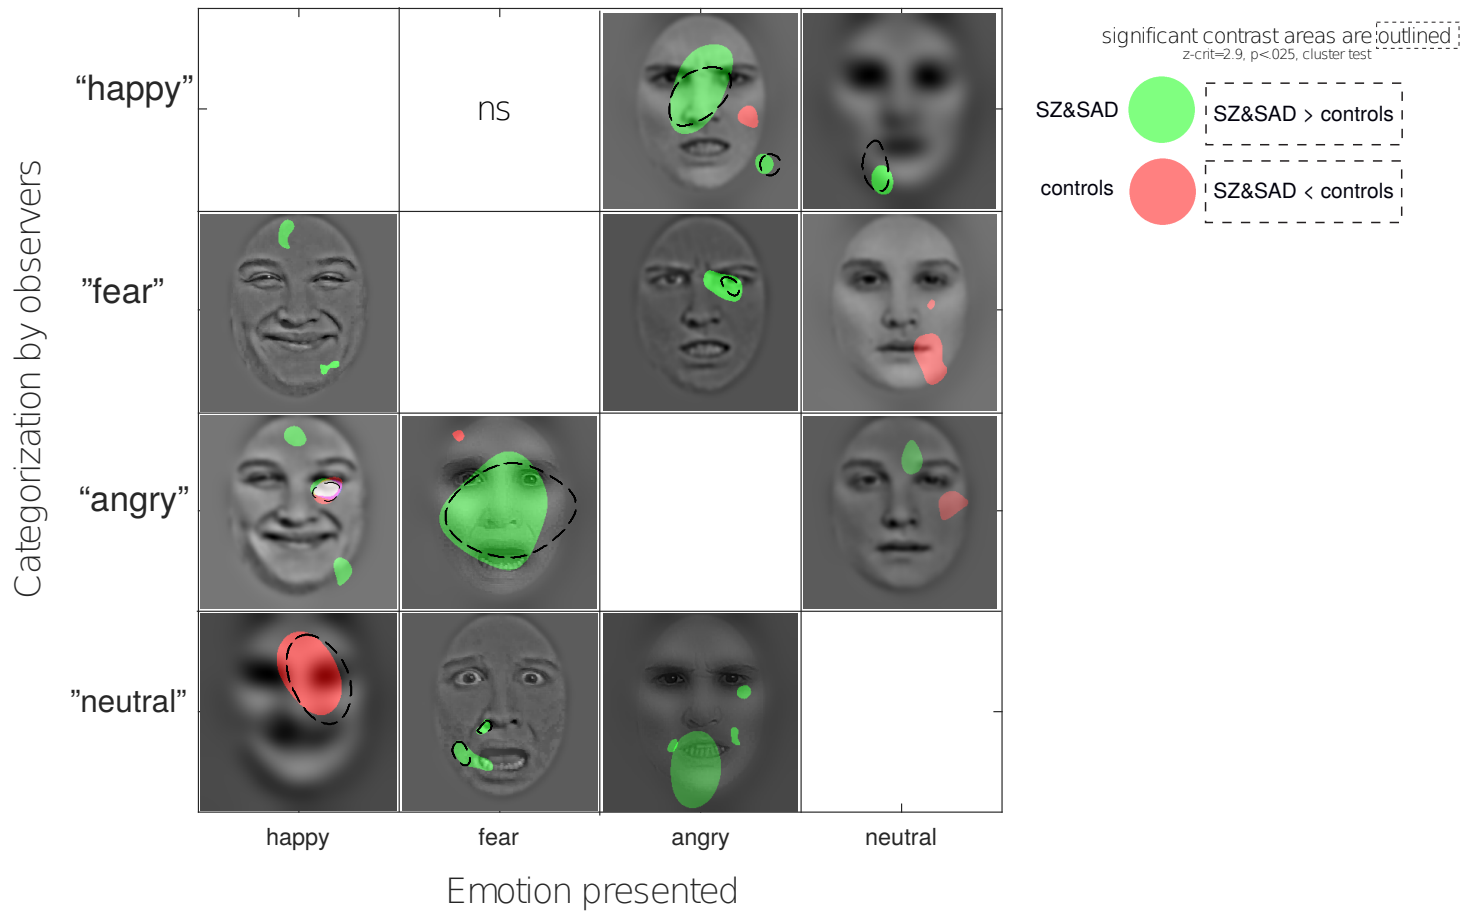 significant contrast areas are outlined
z-crit=2.9, p<.025, cluster test
SZ&SAD
SZ&SAD > controls
controls
SZ&SAD < controls
Categorization by observers
“happy”
ns
”fear”
“angry”
”neutral”
happy
fear
angry
neutral
Emotion presented